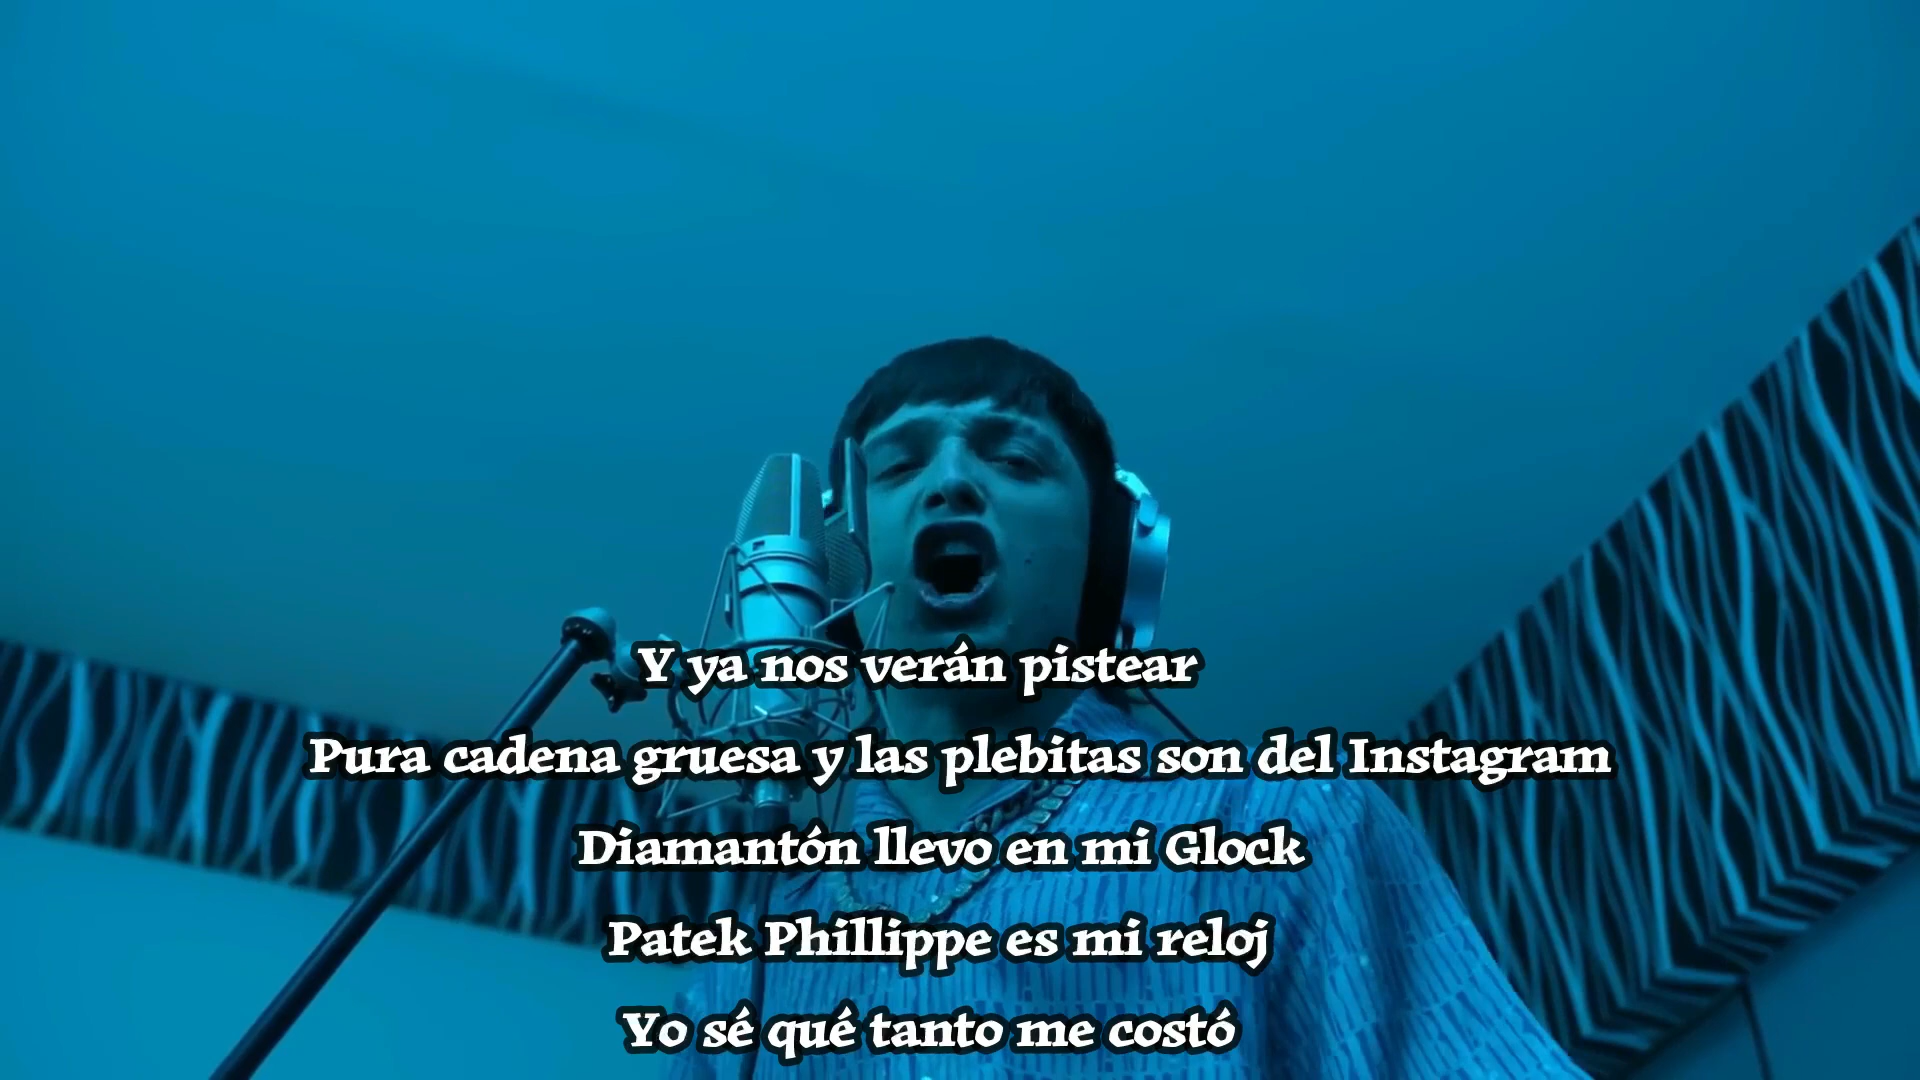 Y ya nos verán pistear
Pura cadena gruesa y las plebitas son del Instagram
Diamantón llevo en mi Glock
Patek Phillippe es mi reloj
Yo sé qué tanto me costó